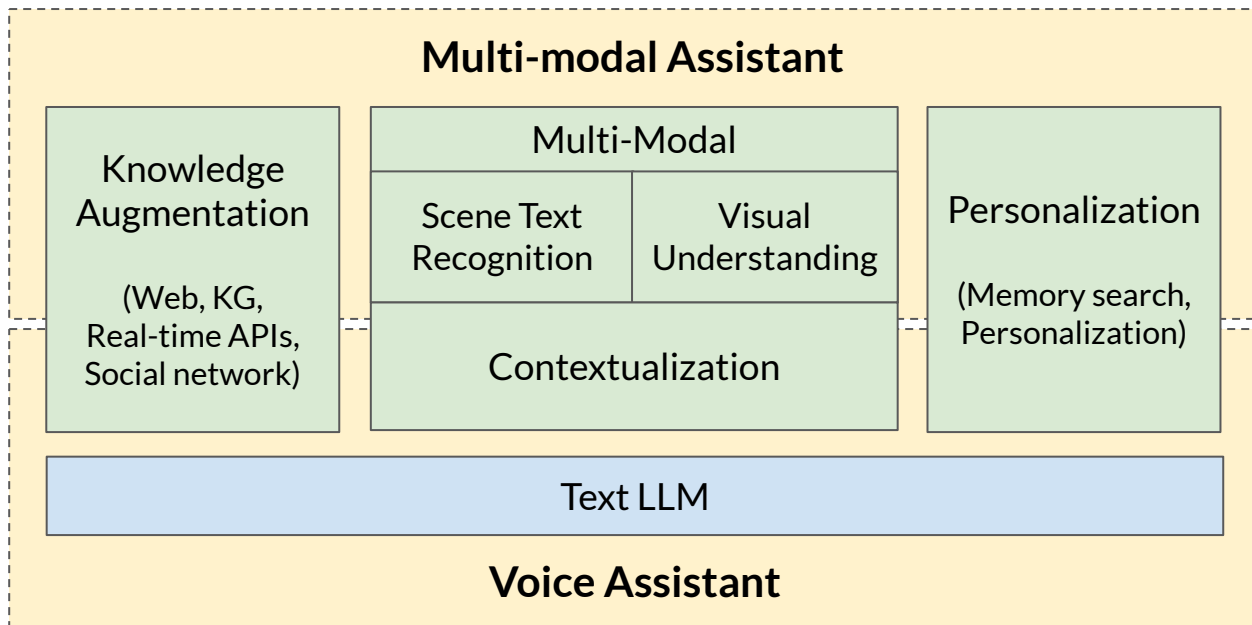 Multi-modal Assistant
Knowledge
Augmentation
(Web, KG,
Real-time APIs,
Social network)
Multi-Modal
Scene Text
Recognition
Visual
Understanding
Contextualization
Personalization
(Memory search,
Personalization)
Text LLM
Voice Assistant